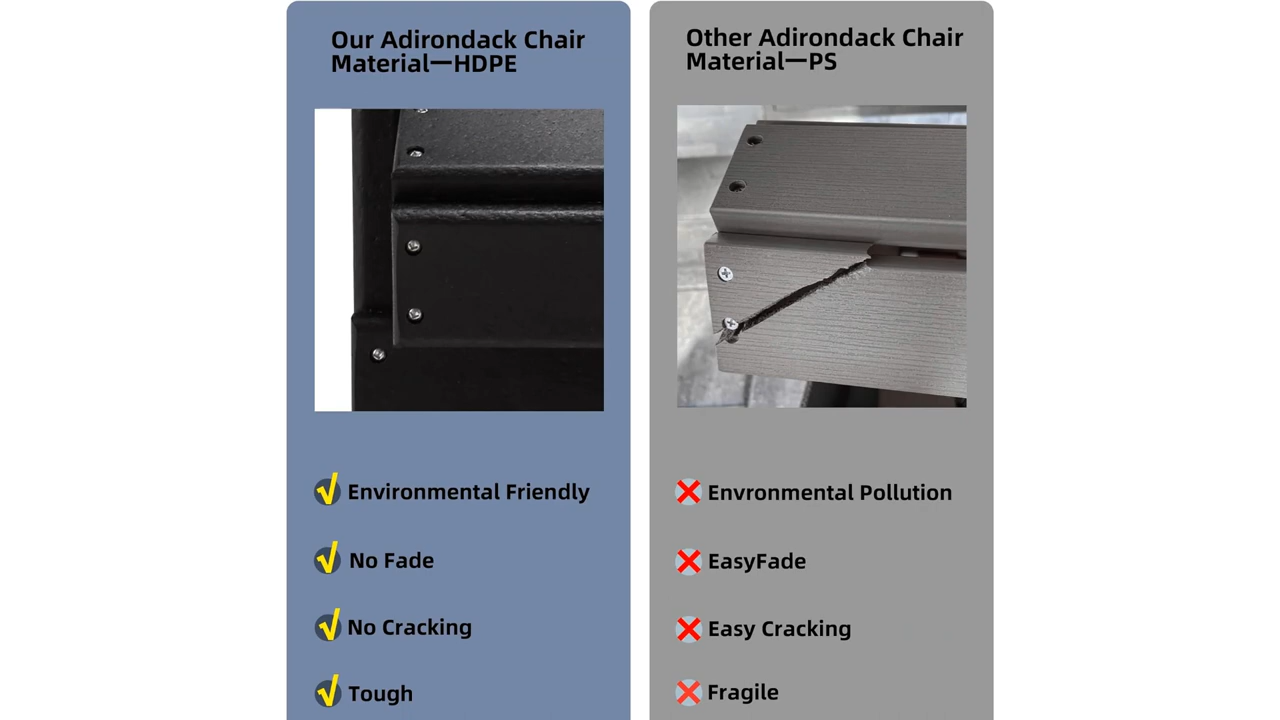 Our Adirondack Chair
Material—HDPE
Environmental Friendly
No Fade
No Cracking
Tough
Other Adirondack Chair
Material—PS
Envronmental Pollution
EasyFade
Easy Cracking
Fragile